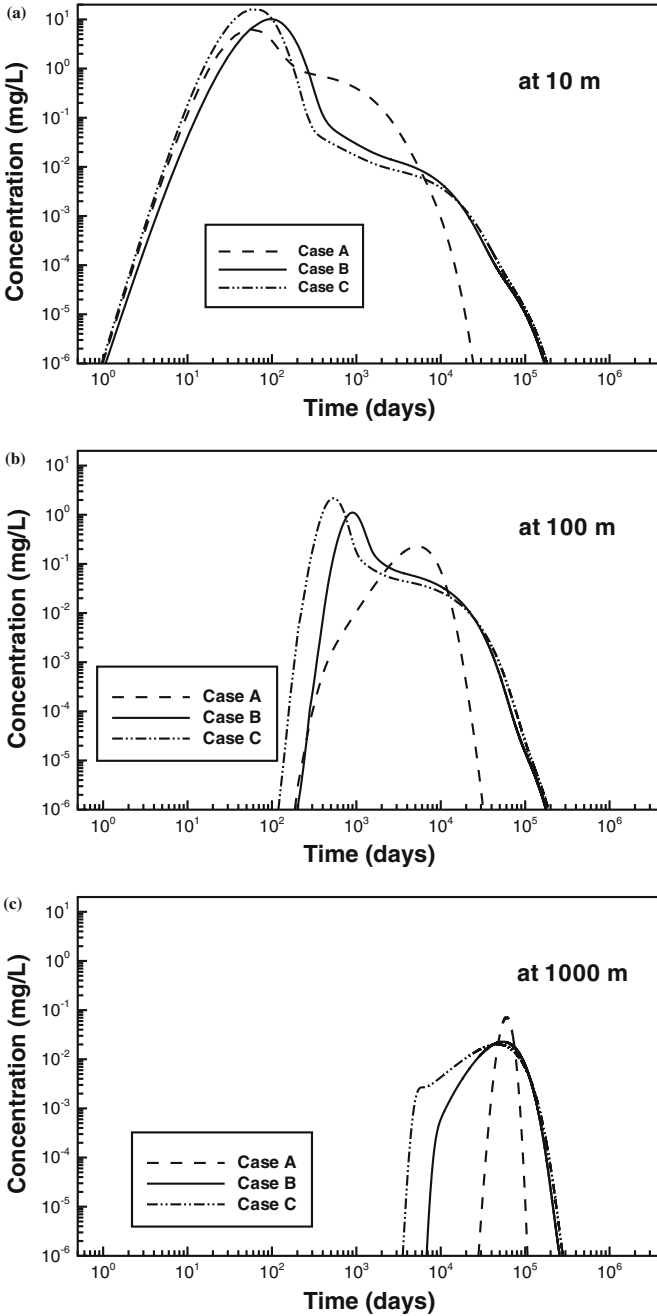 (a)
10¹
10⁰
10⁻¹
10⁻²
10⁻³
10⁻⁴
10⁻⁵
10⁻⁶
Concentration (mg/L)
at 10 m
Case A
Case B
Case C
10⁰ 10¹ 10² 10³ 10⁴ 10⁵ 10⁶
Time (days)
(b)
10¹
10⁰
10⁻¹
10⁻²
10⁻³
10⁻⁴
10⁻⁵
10⁻⁶
Concentration (mg/L)
at 100 m
Case A
Case B
Case C
10⁰ 10¹ 10² 10³ 10⁴ 10⁵ 10⁶
Time (days)
(c)
10¹
10⁰
10⁻¹
10⁻²
10⁻³
10⁻⁴
10⁻⁵
10⁻⁶
Concentration (mg/L)
at 1000 m
Case A
Case B
Case C
10⁰ 10¹ 10² 10³ 10⁴ 10⁵ 10⁶
Time (days)